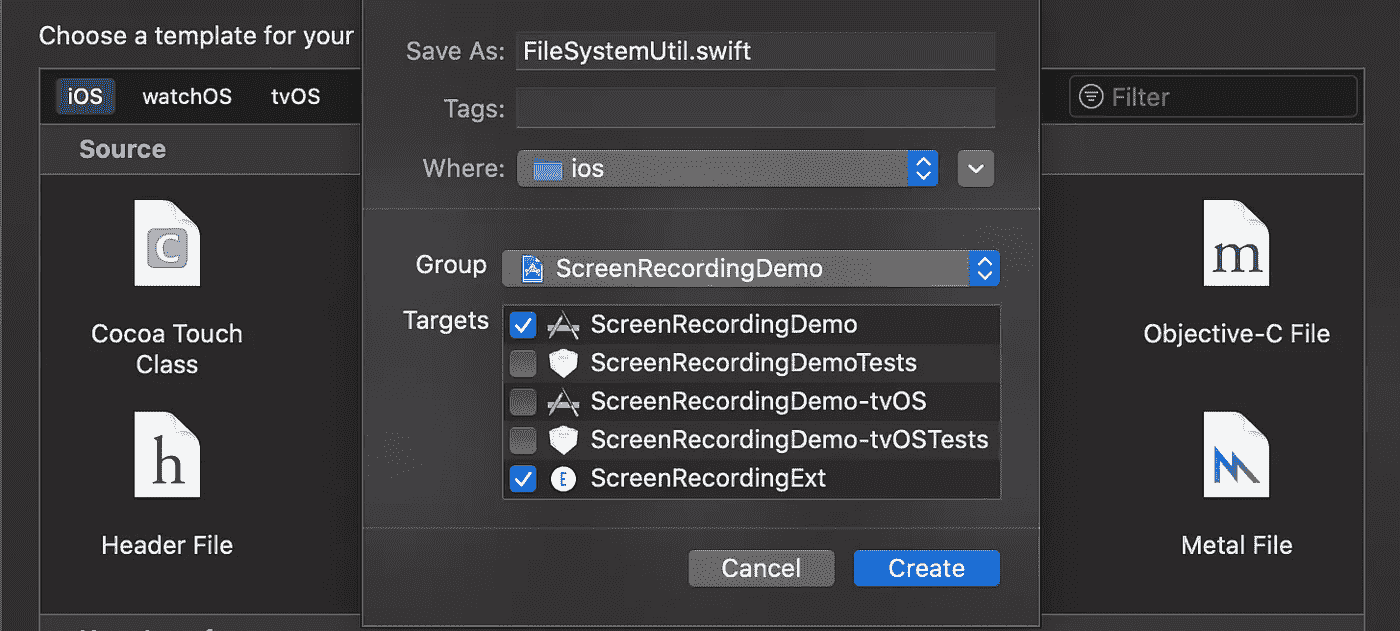 Choose a template for your
iOS watchOS tvOS
Filter
Source
C
Cocoa Touch
Class
h
Header File
Save As: FileSystemUtil.swift
Tags:
Where: ios
Group ScreenRecordingDemo
Targets
ScreenRecordingDemo
ScreenRecordingDemoTests
ScreenRecordingDemo-tvOS
ScreenRecordingDemo-tvOSTests
E ScreenRecordingExt
Cancel Create
m
Objective-C File
Metal File